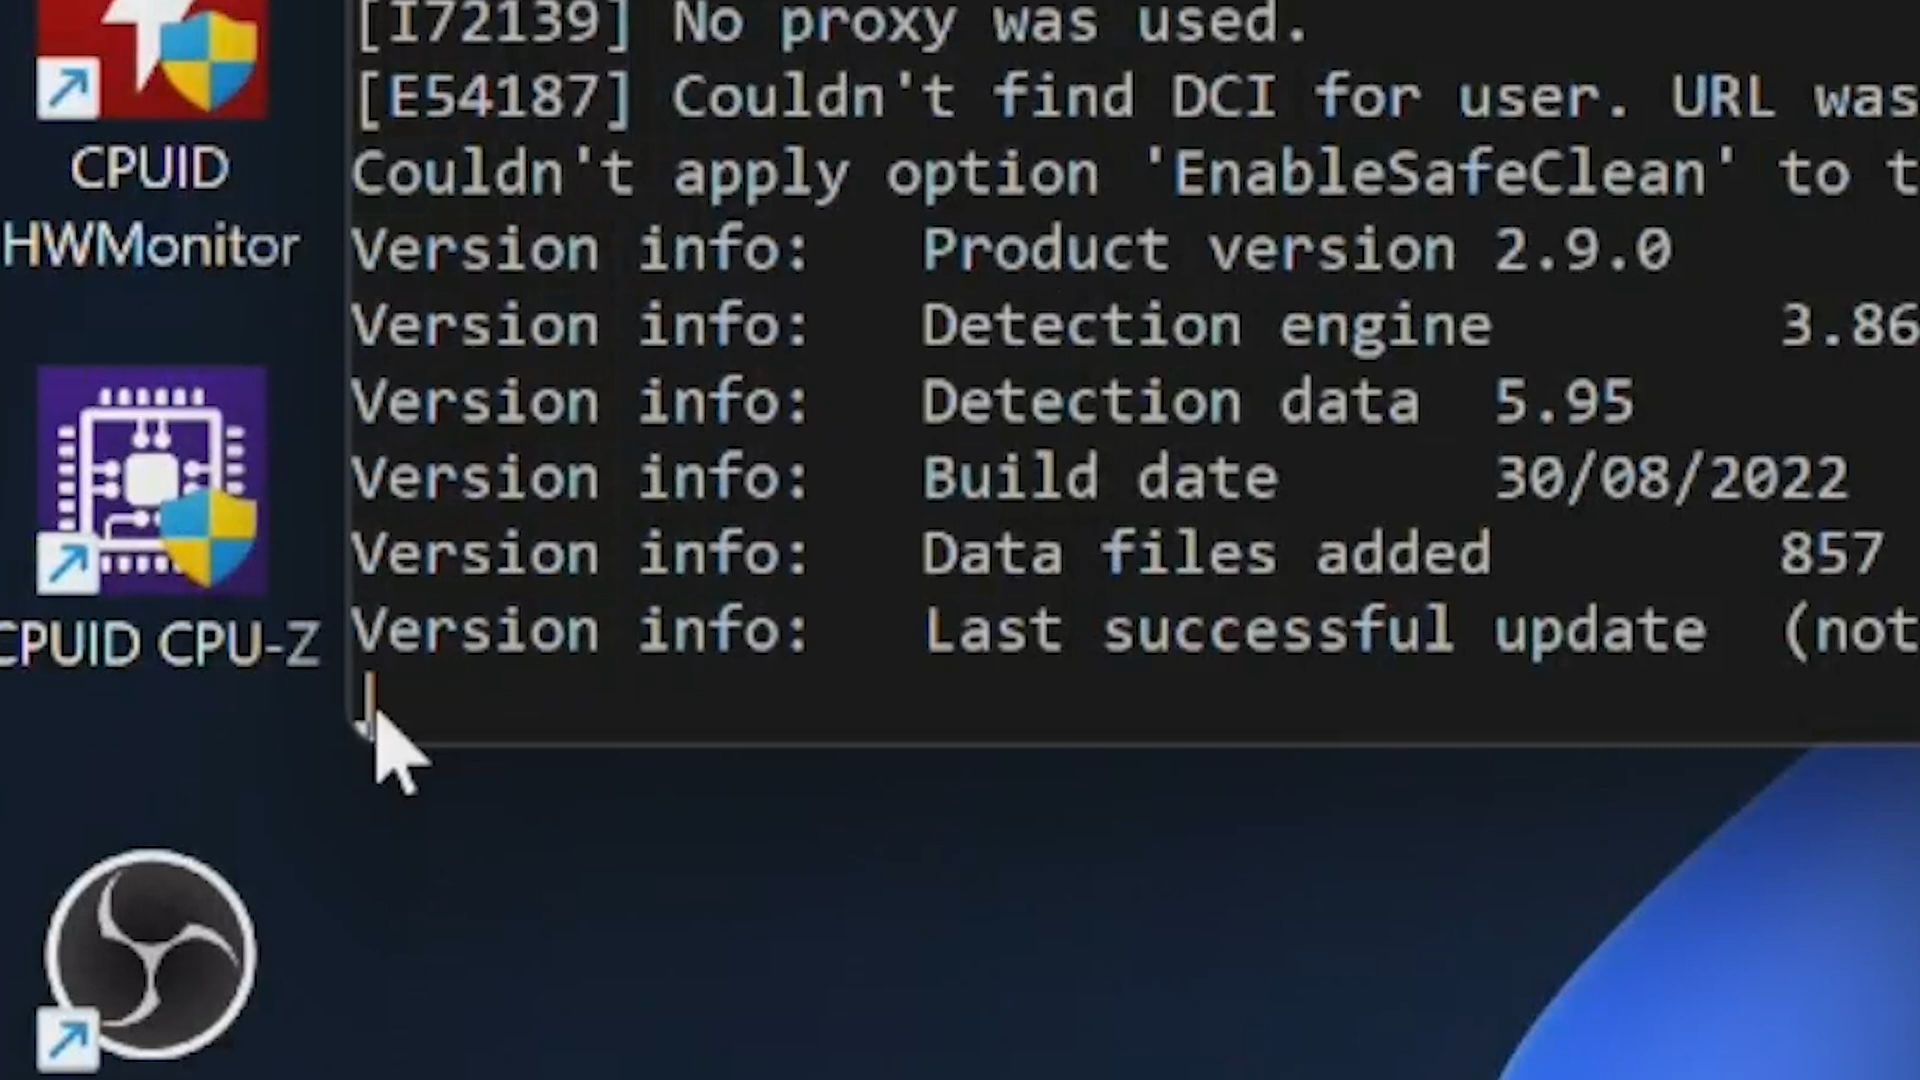 [I72139] No proxy was used.
[E54187] Couldn't find DCI for user. URL was
Couldn't apply option 'EnableSafeClean' to t
Version info: Product version 2.9.0
Version info: Detection engine 3.86
Version info: Detection data 5.95
Version info: Build date 30/08/2022
Version info: Data files added 857
Version info: Last successful update (not
CPUID
HWMonitor
CPUID CPU-Z